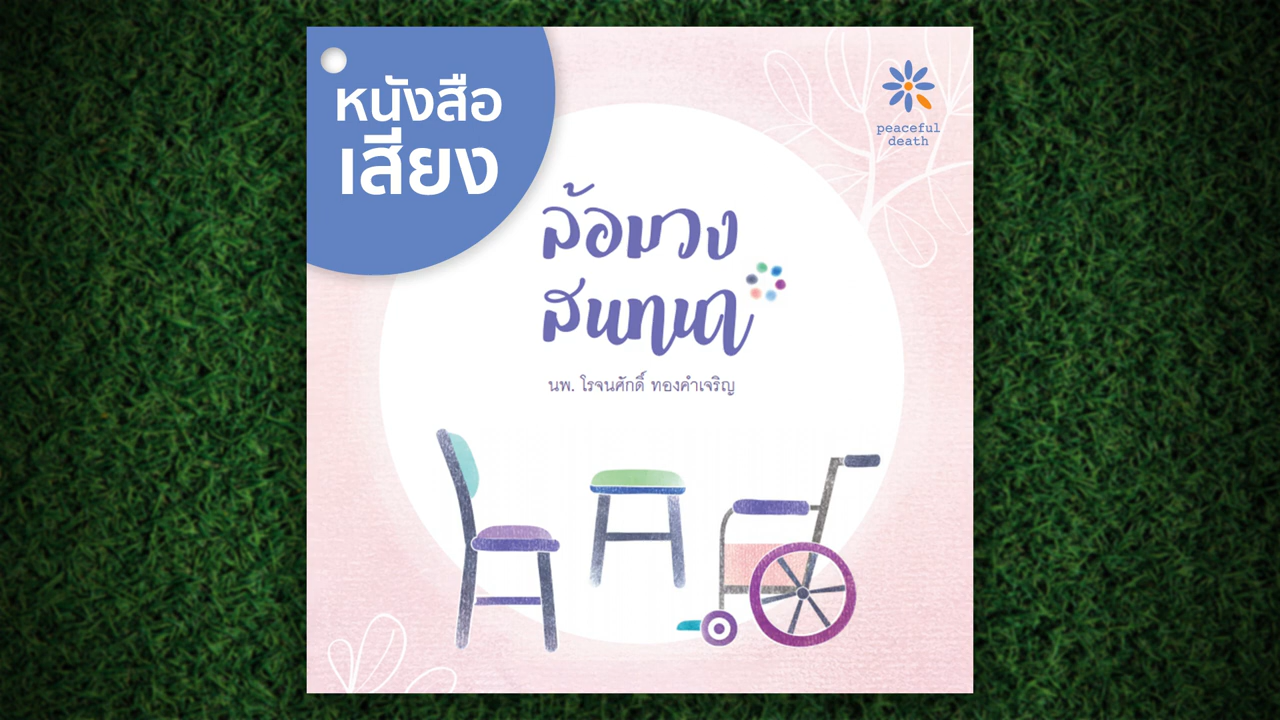 หนังสือ
เสียง
peaceful
death
ล้อมวง
สนทนา
นพ. โรจนศักดิ์ ทองคำเจริญ